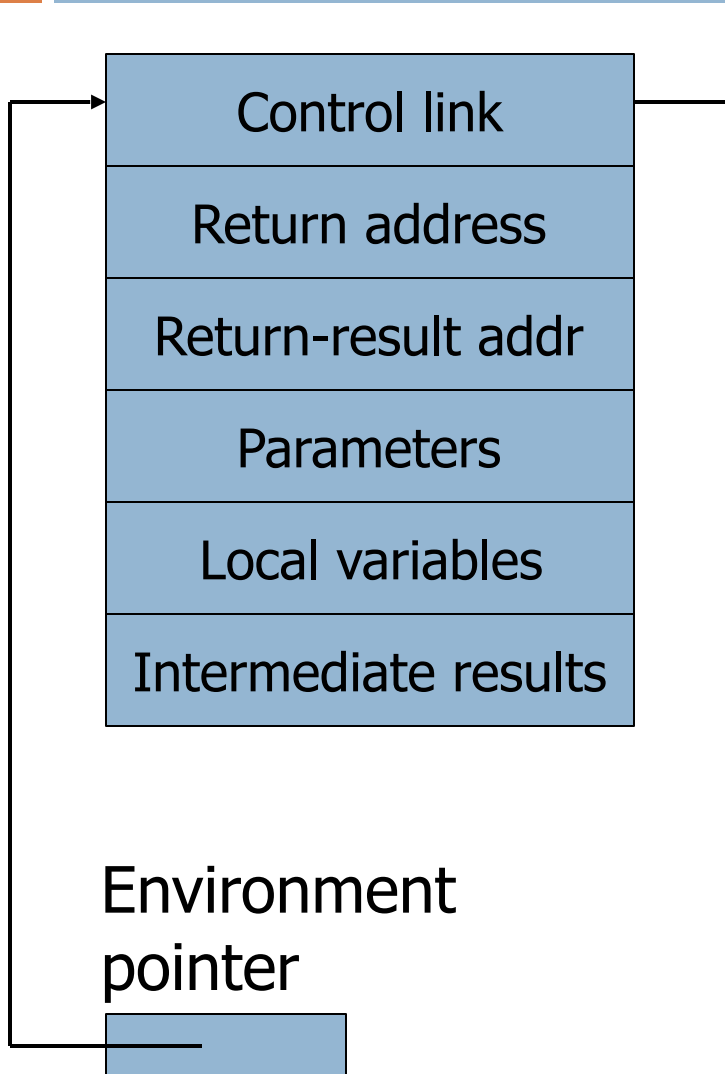 Control link
Return address
Return-result addr
Parameters
Local variables
Intermediate results
Environment
pointer